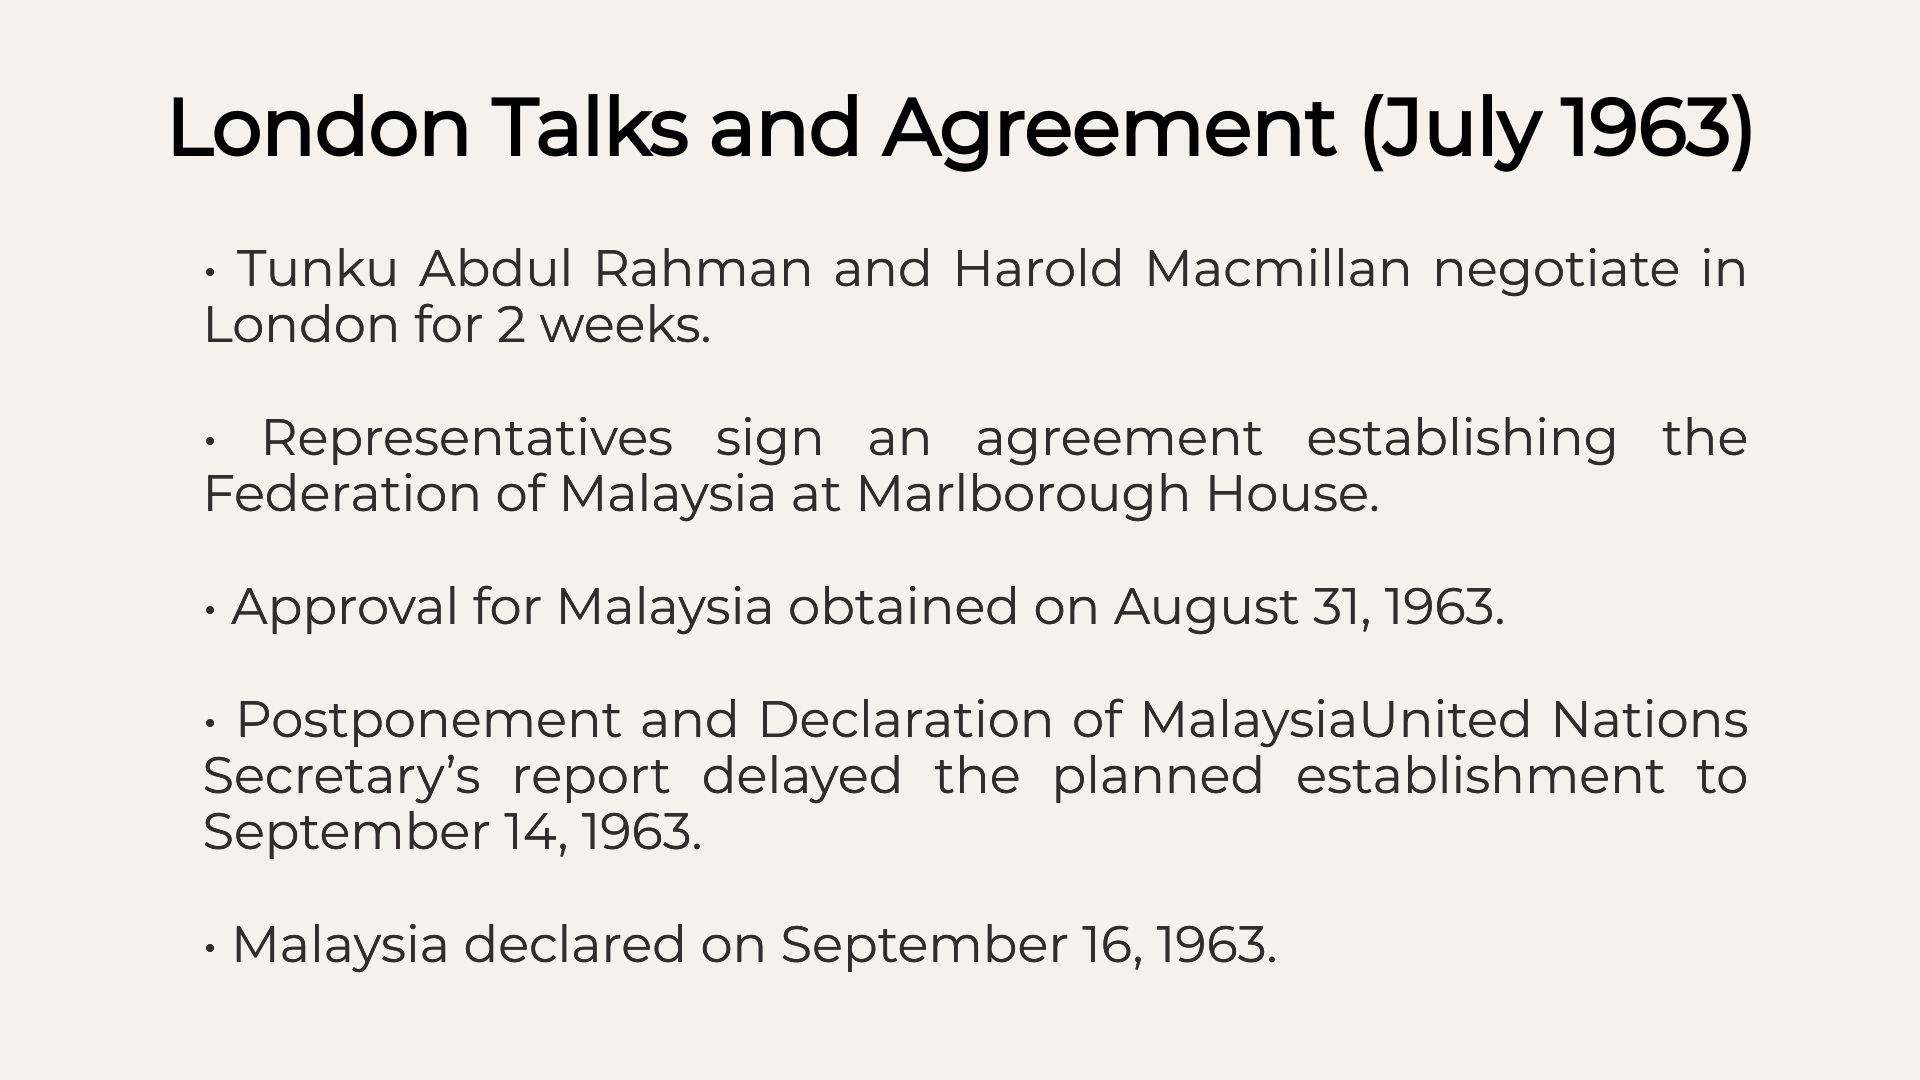 London Talks and Agreement (July 1963)
• Tunku Abdul Rahman and Harold Macmillan negotiate in
London for 2 weeks.
• Representatives sign an agreement establishing the
Federation of Malaysia at Marlborough House.
• Approval for Malaysia obtained on August 31, 1963.
• Postponement and Declaration of MalaysiaUnited Nations
Secretary’s report delayed the planned establishment to
September 14, 1963.
• Malaysia declared on September 16, 1963.